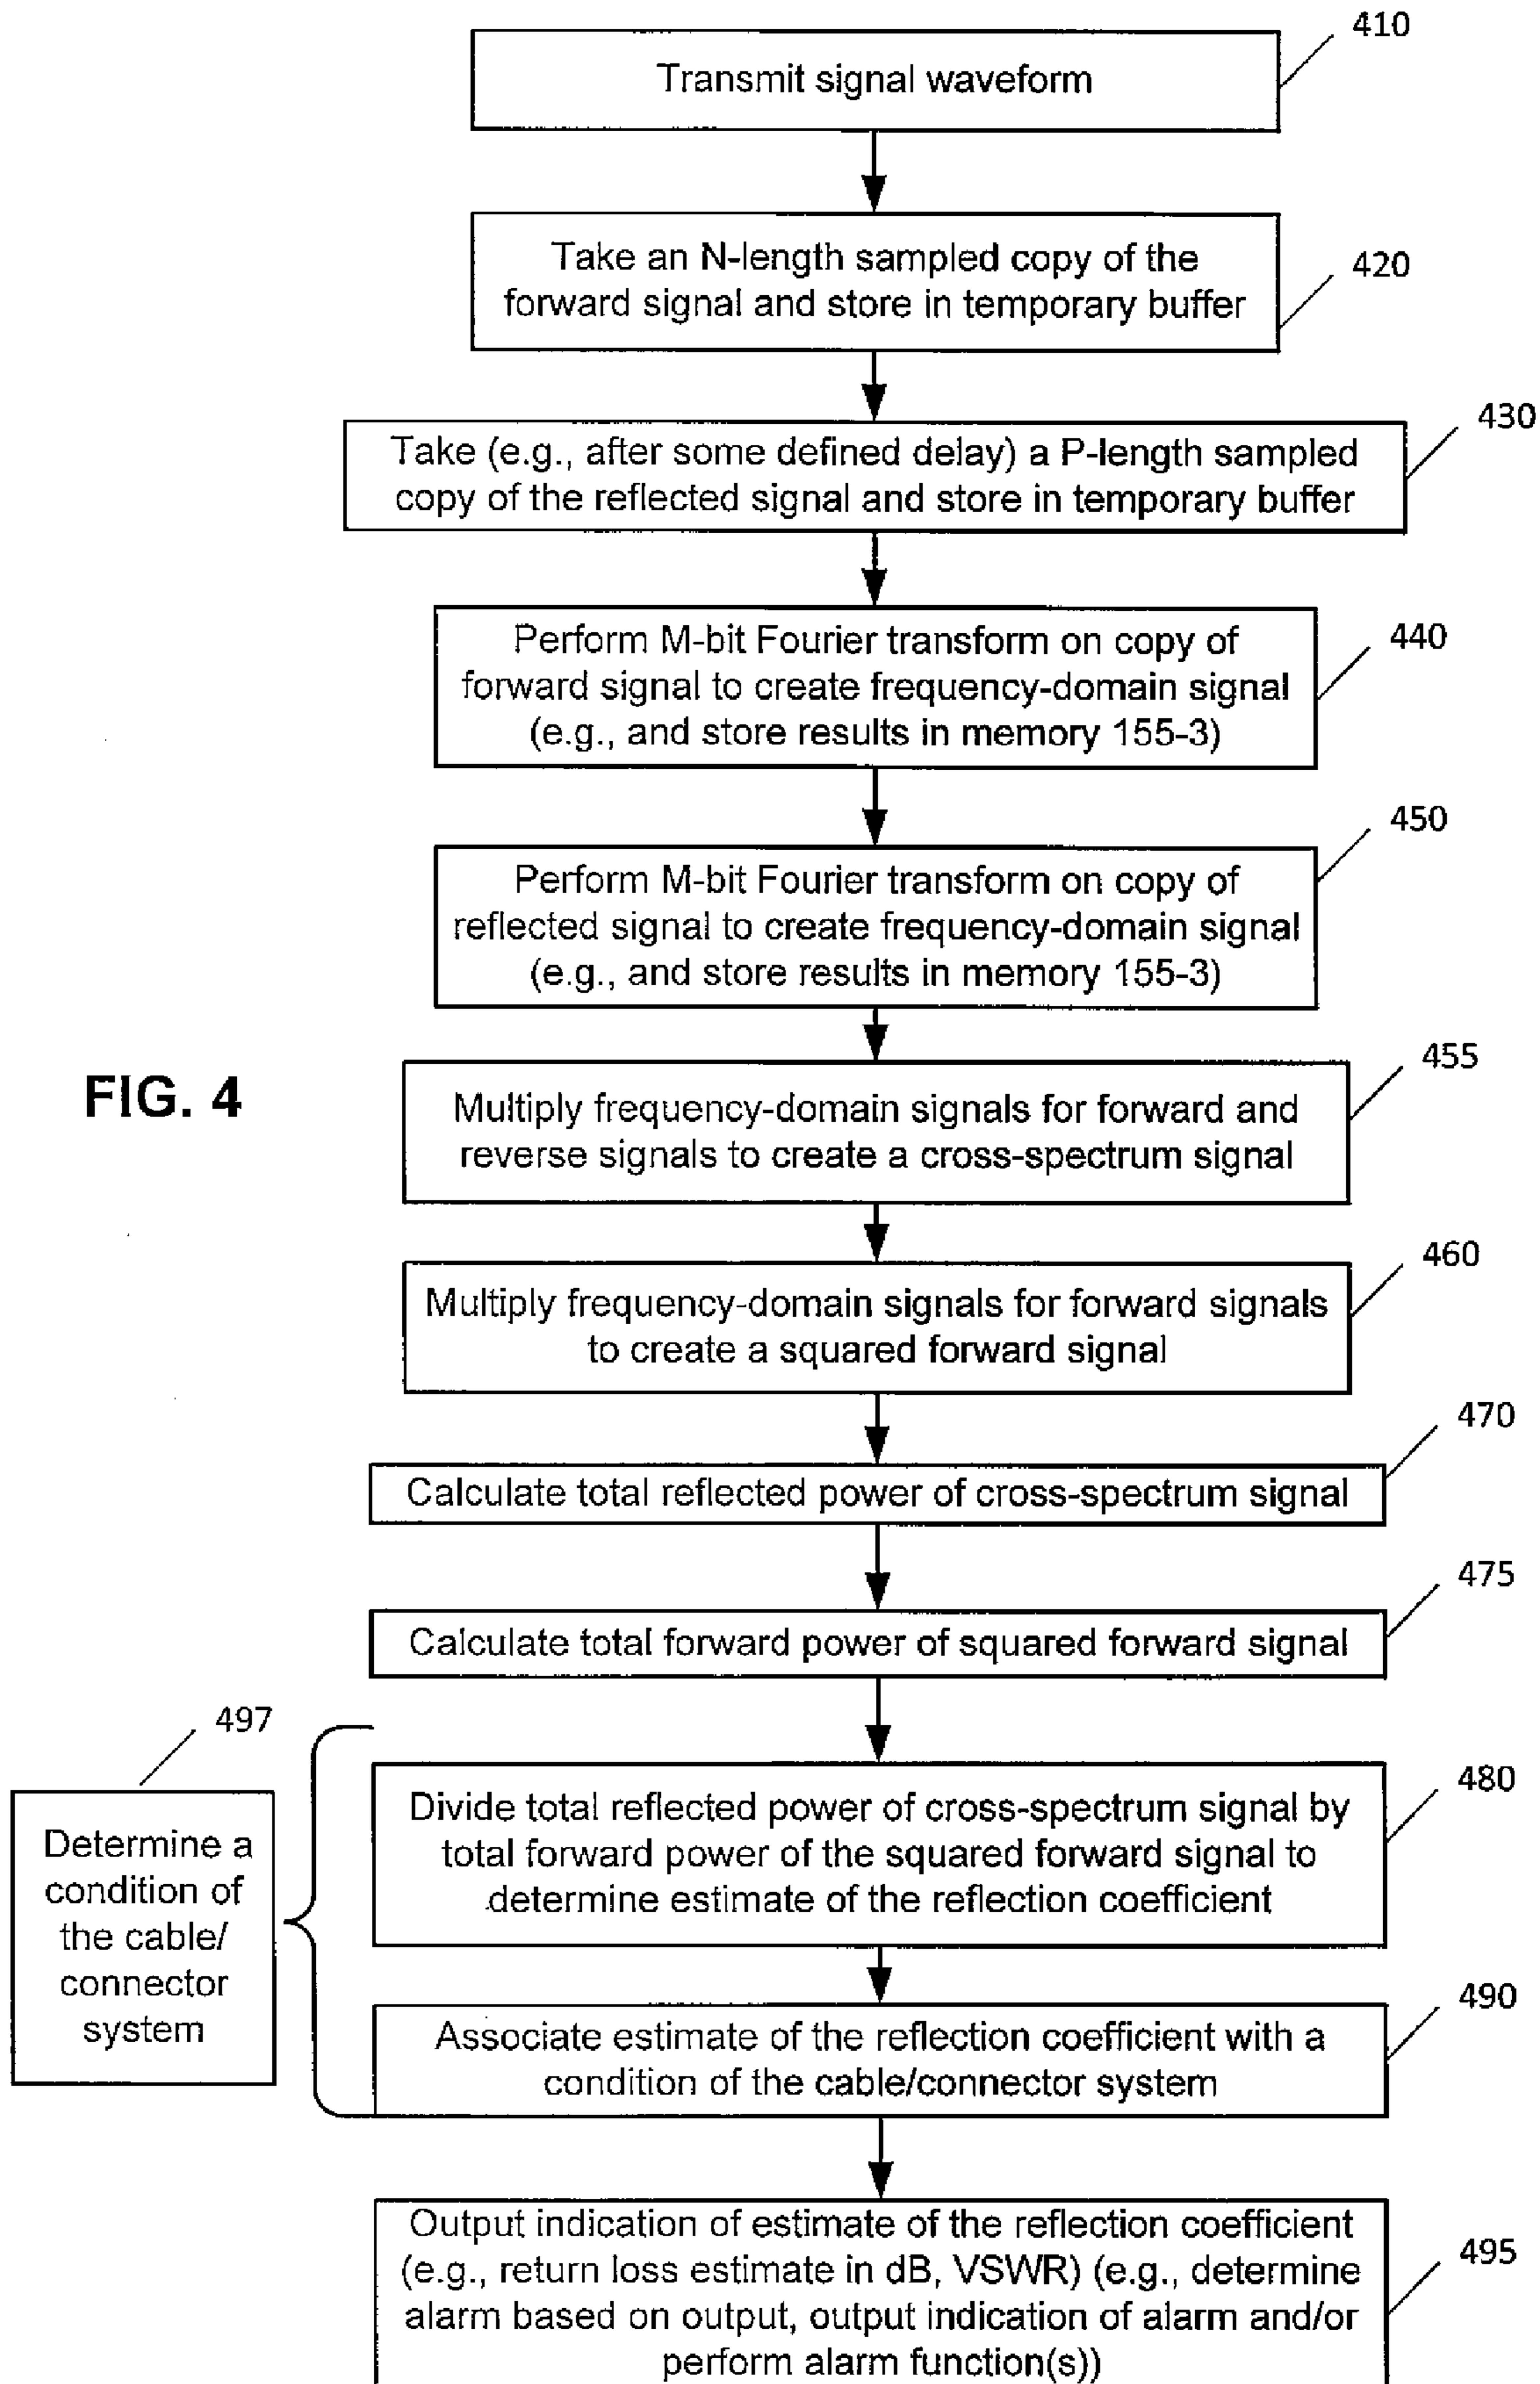 410
Transmit signal waveform
420
Take an N-length sampled copy of the
forward signal and store in temporary buffer
430
Take (e.g., after some defined delay) a P-length sampled
copy of the reflected signal and store in temporary buffer
440
Perform M-bit Fourier transform on copy of
forward signal to create frequency-domain signal
(e.g., and store results in memory 155-3)
450
Perform M-bit Fourier transform on copy of
reflected signal to create frequency-domain signal
(e.g., and store results in memory 155-3)
FIG. 4
455
Multiply frequency-domain signals for forward and
reverse signals to create a cross-spectrum signal
460
Multiply frequency-domain signals for forward signals
to create a squared forward signal
470
Calculate total reflected power of cross-spectrum signal
475
Calculate total forward power of squared forward signal
497
Determine a
condition of
the cable/
connector
system
480
Divide total reflected power of cross-spectrum signal by
total forward power of the squared forward signal to
determine estimate of the reflection coefficient
490
Associate estimate of the reflection coefficient with a
condition of the cable/connector system
495
Output indication of estimate of the reflection coefficient
(e.g., return loss estimate in dB, VSWR) (e.g., determine
alarm based on output, output indication of alarm and/or
perform alarm function(s))